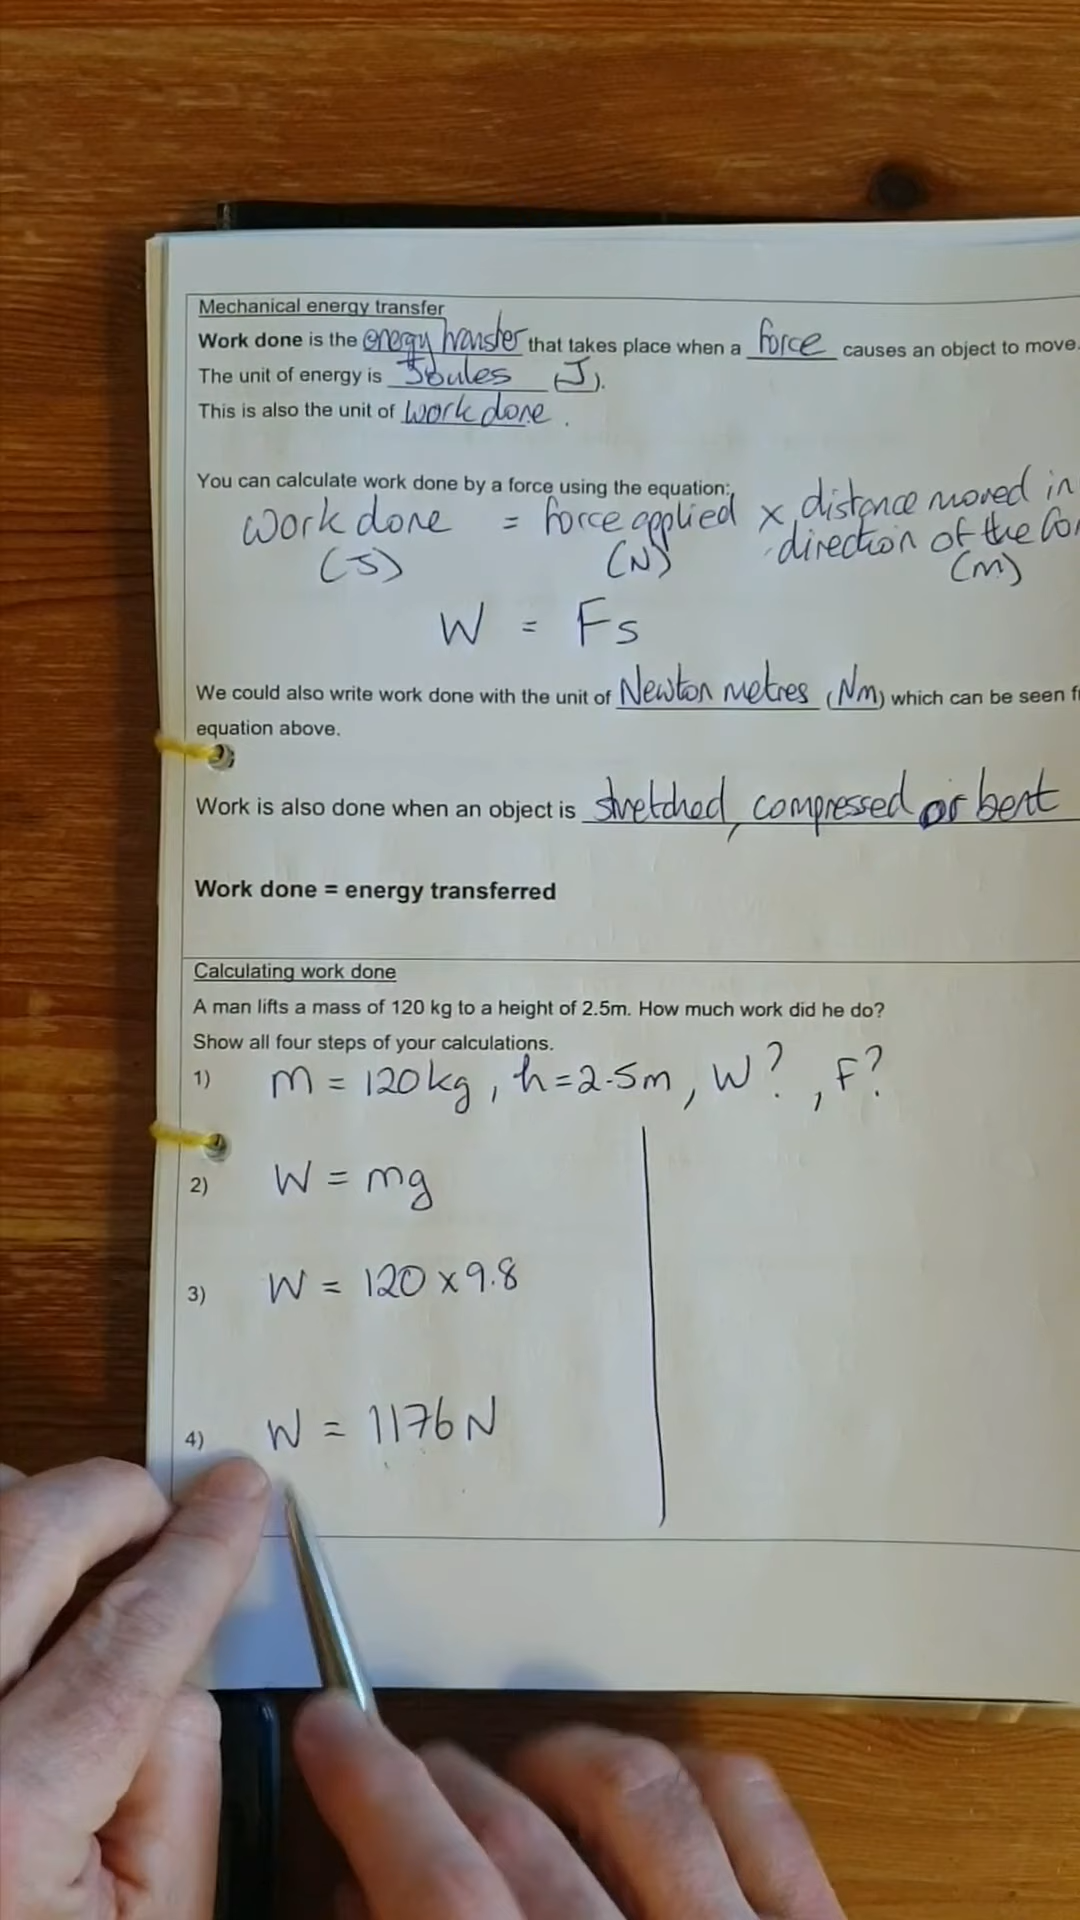 Mechanical energy transfer
Work done is the energy transfer that takes place when a force causes an object to move.
The unit of energy is Joules (J).
This is also the unit of work done.
You can calculate work done by a force using the equation:
work done = force applied x distance moved in
direction of the
(J) (N) (m)
W = Fs
We could also write work done with the unit of Newton metres (Nm) which can be seen
equation above.
Work is also done when an object is stretched, compressed or bent
Work done = energy transferred
Calculating work done
A man lifts a mass of 120 kg to a height of 2.5m. How much work did he do?
Show all four steps of your calculations.
1) m = 120kg, h = 2.5m, W?, F?
2) W = mg
3) W = 120 x 9.8
4) W = 1176 N